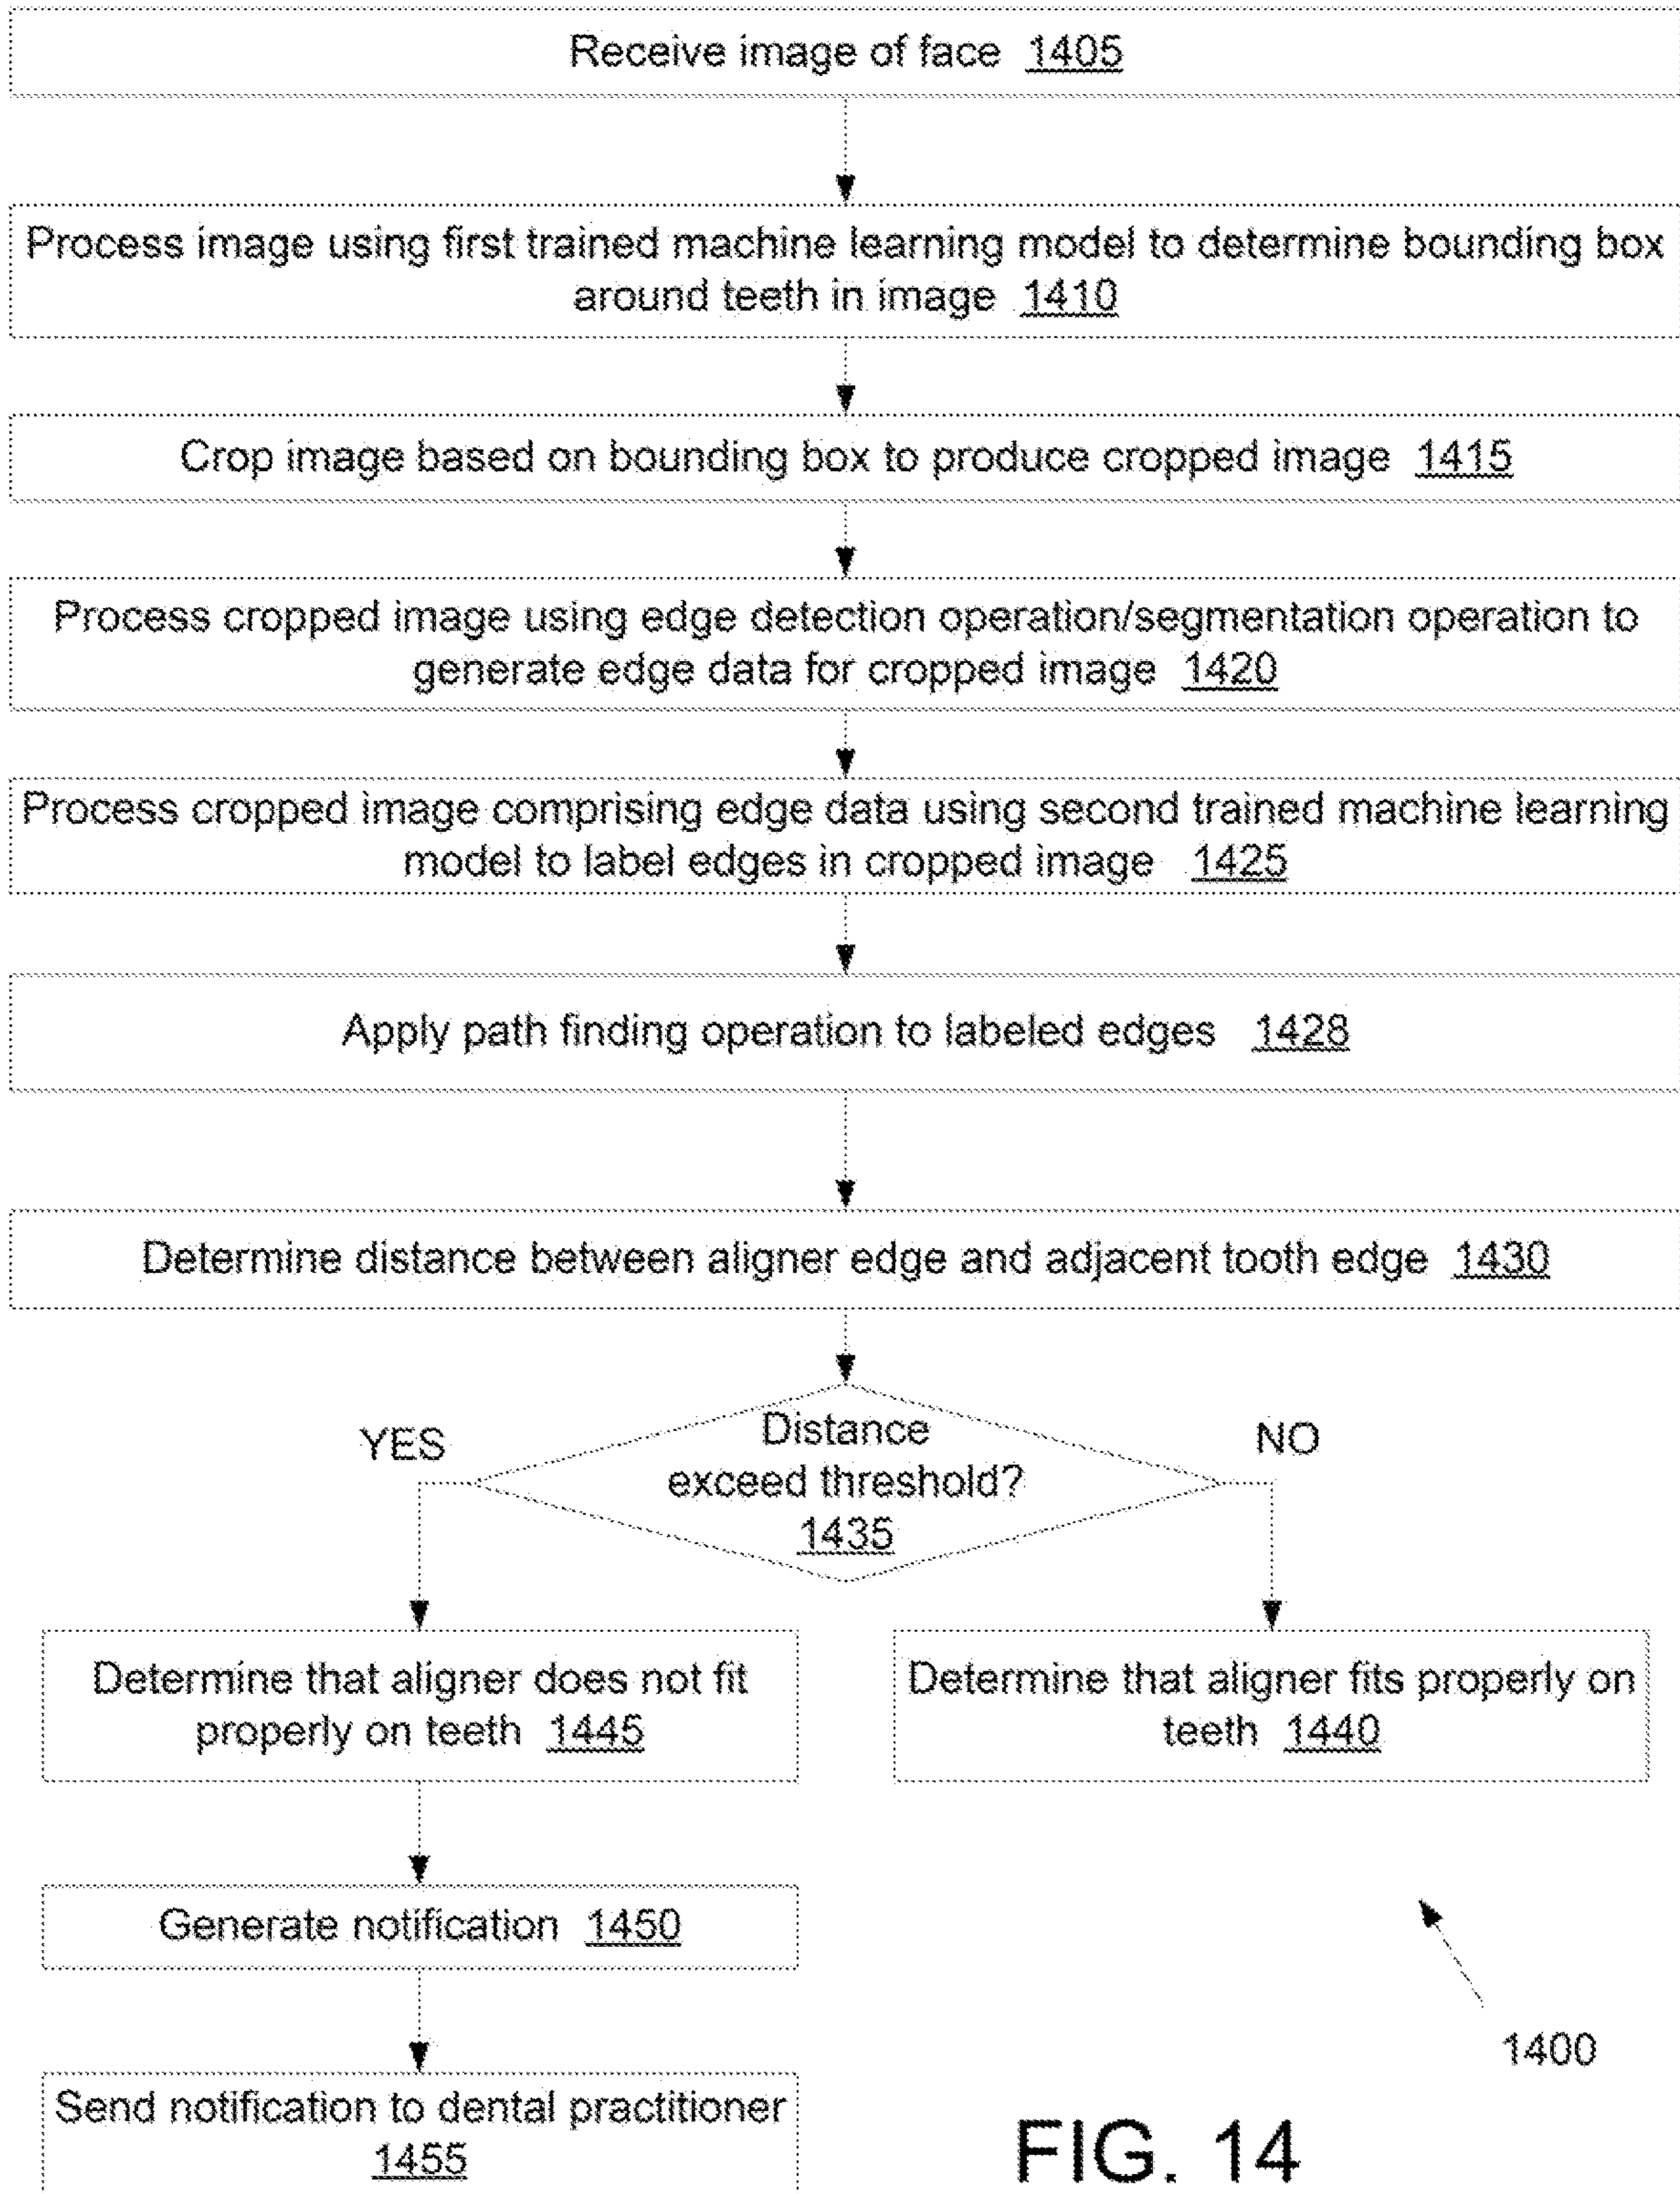 Receive image of face 1405
Process image using first trained machine learning model to determine bounding box
around teeth in image 1410
Crop image based on bounding box to produce cropped image 1415
Process cropped image using edge detection operation/segmentation operation to
generate edge data for cropped image 1420
Process cropped image comprising edge data using second trained machine learning
model to label edges in cropped image 1425
Apply path finding operation to labeled edges 1428
Determine distance between aligner edge and adjacent tooth edge 1430
Distance
exceed threshold?
1435
YES
NO
Determine that aligner does not fit
properly on teeth 1445
Determine that aligner fits properly on
teeth 1440
Generate notification 1450
Send notification to dental practitioner
1455
1400
FIG. 14